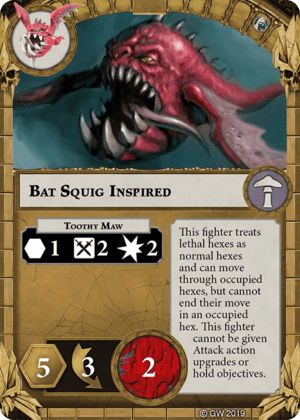 BAT SQUIG INSPIRED
TOOTHY MAW
1 2 2
This fighter treats
lethal hexes as
normal hexes
and can move
through occupied
hexes, but cannot
end their move
in an occupied
hex. This fighter
cannot be given
Attack action
upgrades or
hold objectives.
5 3 2
© GW 2019